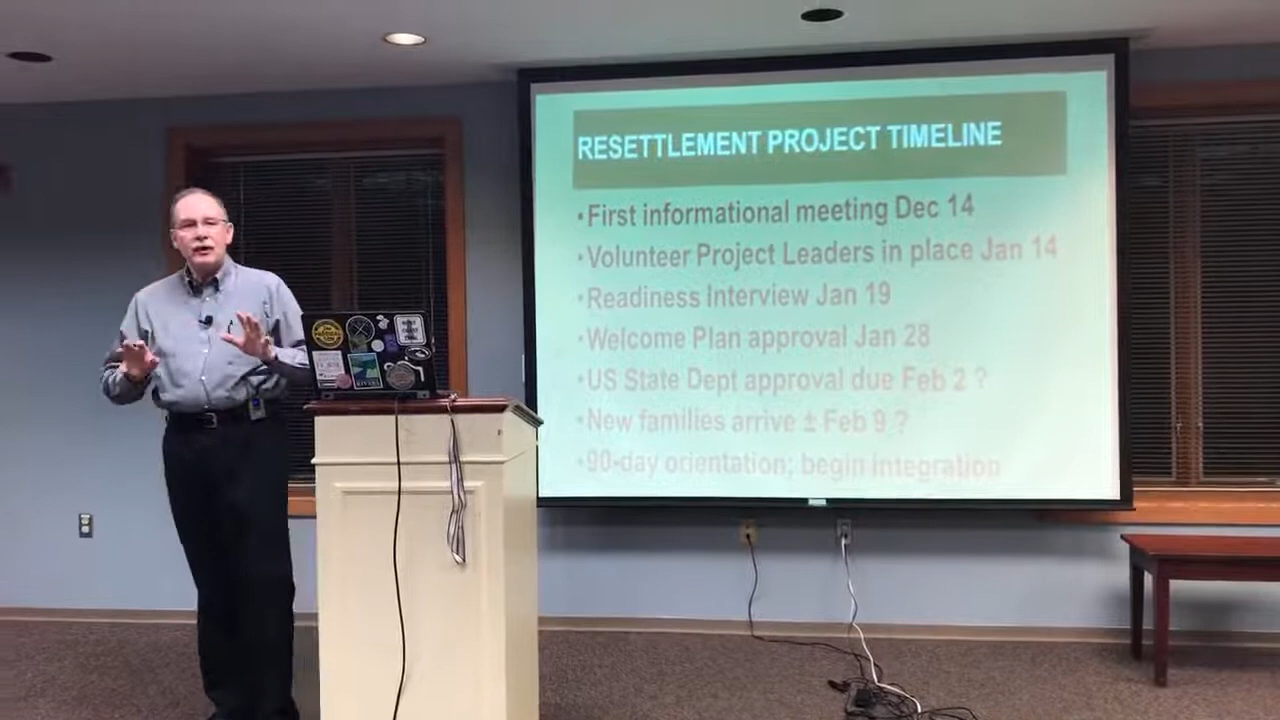 RESETTLEMENT PROJECT TIMELINE
•First informational meeting Dec 14
•Volunteer Project Leaders in place Jan 14
•Readiness Interview Jan 19
•Welcome Plan approval Jan 28
•US State Dept approval due Feb 2 ?
•New families arrive ± Feb 9 ?
•90-day orientation; begin integration